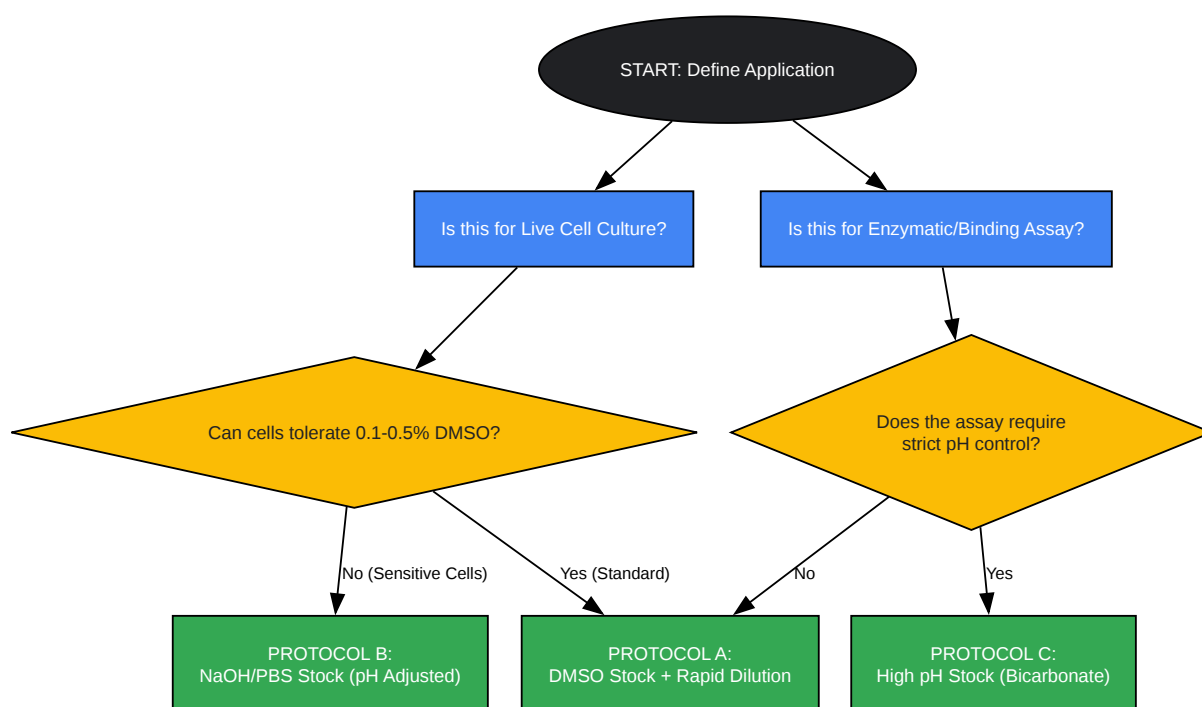 START: Define Application
Is this for Live Cell Culture?
Is this for Enzymatic/Binding Assay?
Can cells tolerate 0.1-0.5% DMSO?
Does the assay require
strict pH control?
No (Sensitive Cells)
Yes (Standard)
No
Yes
PROTOCOL B:
NaOH/PBS Stock (pH Adjusted)
PROTOCOL A:
DMSO Stock + Rapid Dilution
PROTOCOL C:
High pH Stock (Bicarbonate)